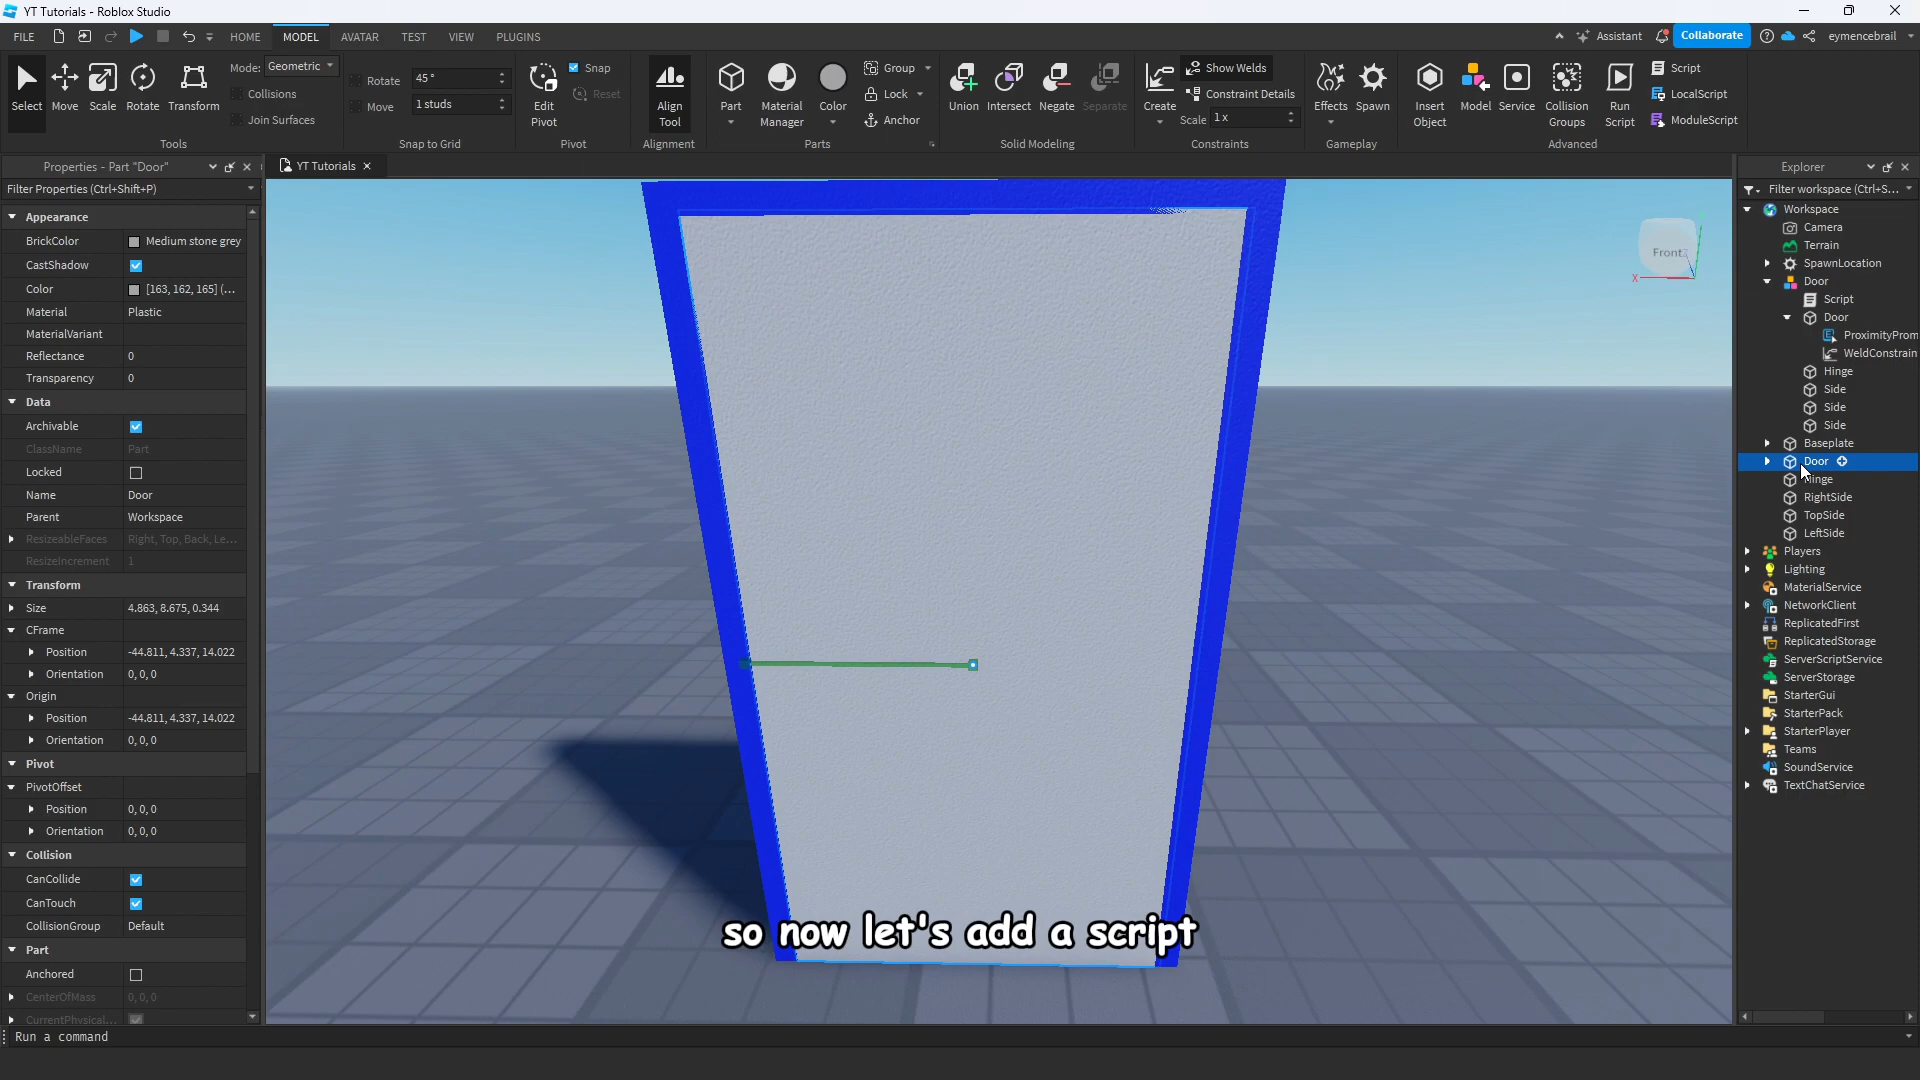 YT Tutorials - Roblox Studio
FILE HOME MODEL AVATAR TEST VIEW PLUGINS Assistant Collaborate eymencebrail
Select Move Scale Rotate Transform
Mode: Geometric
Collisions
Join Surfaces
Tools
Rotate 45 °
Move 1 studs
Snap to Grid
Edit Pivot
Snap
Reset
Pivot
Align Tool
Alignment
Part
Material Manager
Color
Group
Lock
Anchor
Parts
Union Intersect Negate Separate
Solid Modeling
Create
Show Welds
Constraint Details
Scale 1 x
Constraints
Effects Spawn
Gameplay
Insert Object
Model
Service
Collision Groups
Run Script
Script
LocalScript
ModuleScript
Advanced
Properties - Part "Door"
Filter Properties (Ctrl+Shift+P)
Appearance
BrickColor Medium stone grey
CastShadow
Color [163, 162, 165] (...
Material Plastic
MaterialVariant
Reflectance 0
Transparency 0
Data
Archivable
ClassName Part
Locked
Name Door
Parent Workspace
ResizeableFaces Right, Top, Back, Le...
ResizeIncrement 1
Transform
Size 4.863, 8.675, 0.344
CFrame
Position -44.811, 4.337, 14.022
Orientation 0, 0, 0
Origin
Position -44.811, 4.337, 14.022
Orientation 0, 0, 0
Pivot
PivotOffset
Position 0, 0, 0
Orientation 0, 0, 0
Collision
CanCollide
CanTouch
CollisionGroup Default
Part
Anchored
CenterOfMass 0, 0, 0
CurrentPhysical...
Run a command
YT Tutorials
Front
X
so now let's add a script
Explorer
Filter workspace (Ctrl+S...
Workspace
Camera
Terrain
SpawnLocation
Door
Script
Door
ProximityProm
WeldConstrain
Hinge
Side
Side
Side
Baseplate
Door
Hinge
RightSide
TopSide
LeftSide
Players
Lighting
MaterialService
NetworkClient
ReplicatedFirst
ReplicatedStorage
ServerScriptService
ServerStorage
StarterGui
StarterPack
StarterPlayer
Teams
SoundService
TextChatService